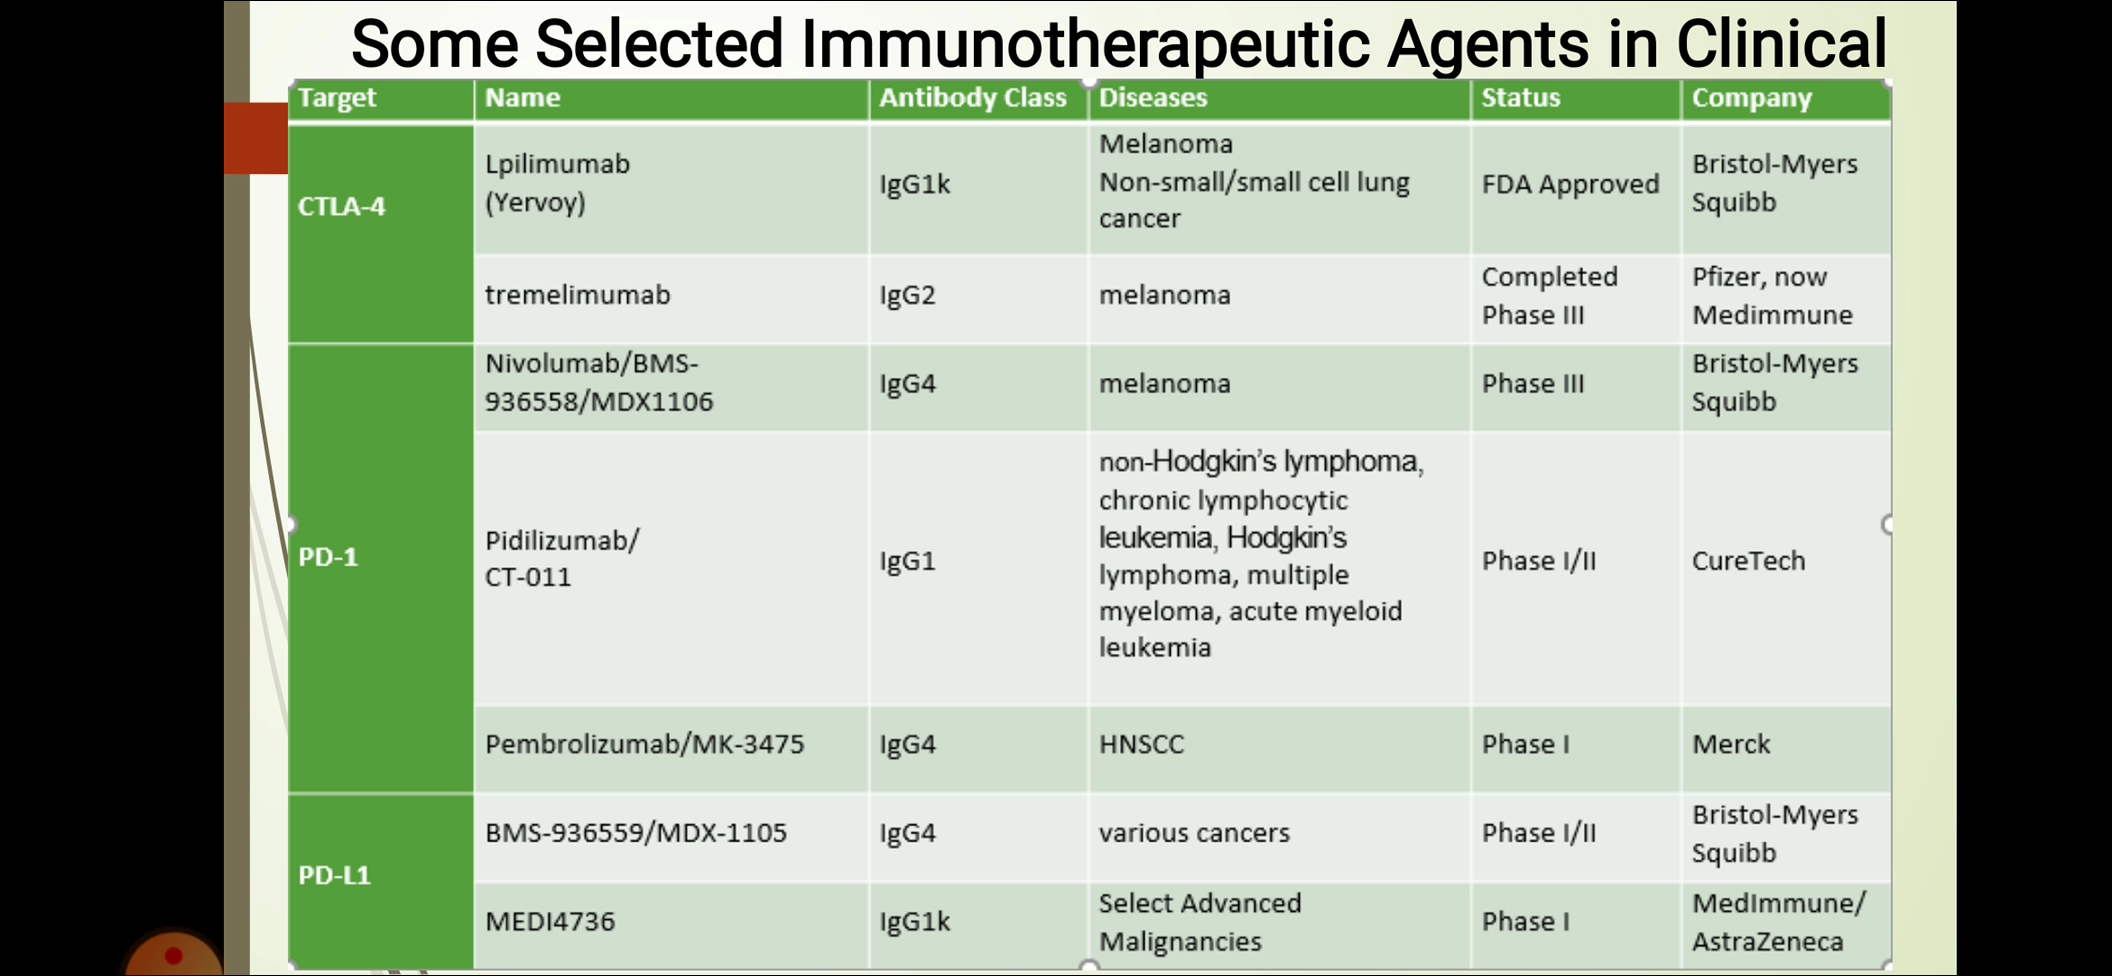 Some Selected Immunotherapeutic Agents in Clinical
Target Name Antibody Class Diseases Status Company
CTLA-4
Lpilimumab
(Yervoy)
IgG1k
Melanoma
Non-small/small cell lung
cancer
FDA Approved
Bristol-Myers
Squibb
tremelimumab
IgG2
melanoma
Completed
Phase III
Pfizer, now
Medimmune
PD-1
Nivolumab/BMS-
936558/MDX1106
IgG4
melanoma
Phase III
Bristol-Myers
Squibb
Pidilizumab/
CT-011
IgG1
non-Hodgkin’s lymphoma,
chronic lymphocytic
leukemia, Hodgkin’s
lymphoma, multiple
myeloma, acute myeloid
leukemia
Phase I/II
CureTech
Pembrolizumab/MK-3475
IgG4
HNSCC
Phase I
Merck
PD-L1
BMS-936559/MDX-1105
IgG4
various cancers
Phase I/II
Bristol-Myers
Squibb
MEDI4736
IgG1k
Select Advanced
Malignancies
Phase I
MedImmune/
AstraZeneca